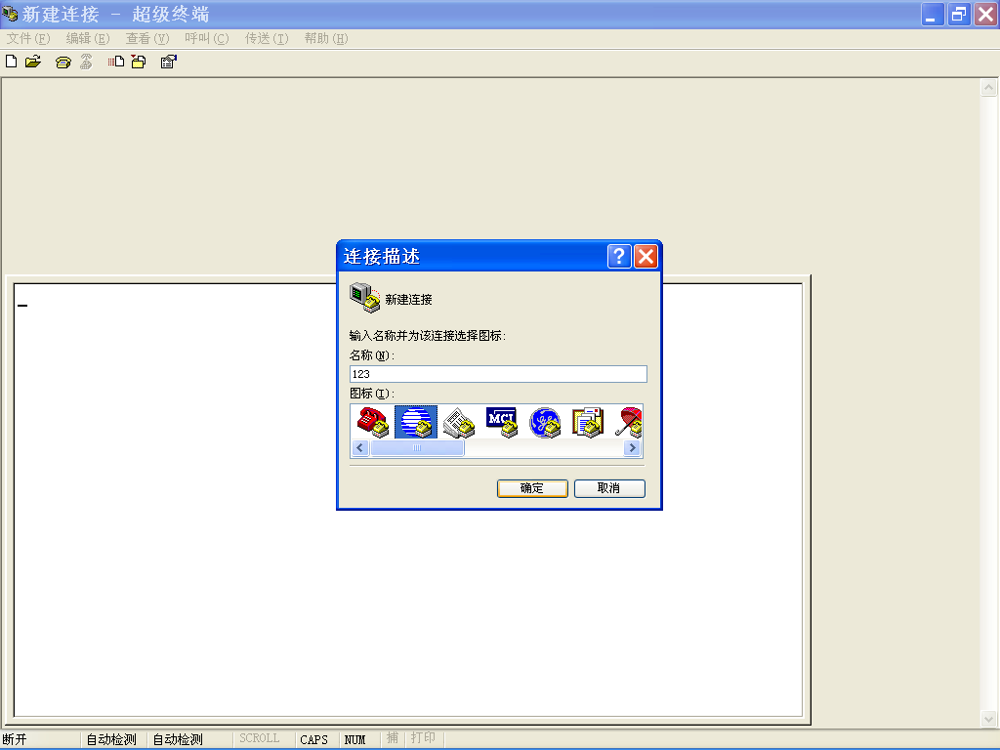 新建连接 - 超级终端
文件(F) 编辑(E) 查看(V) 呼叫(C) 传送(T) 帮助(H)
连接描述
新建连接
输入名称并为该连接选择图标:
名称(N):
123
图标(I):
MCI
确定 取消
断开 自动检测 自动检测 SCROLL CAPS NUM 捕 打印